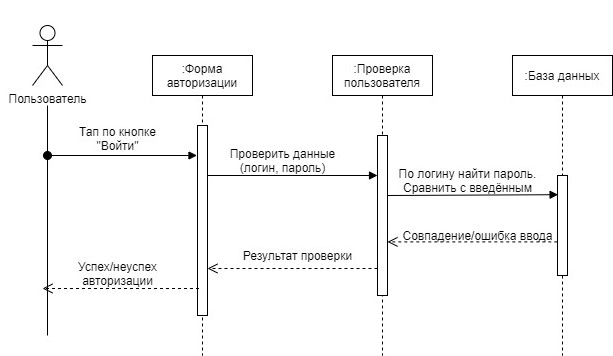 :Форма
авторизации
:Проверка
пользователя
:База данных
Пользователь
Тап по кнопке
"Войти"
Проверить данные
(логин, пароль)
По логину найти пароль.
Сравнить с введённым
Совпадение/ошибка ввода
Результат проверки
Успех/неуспех
авторизации